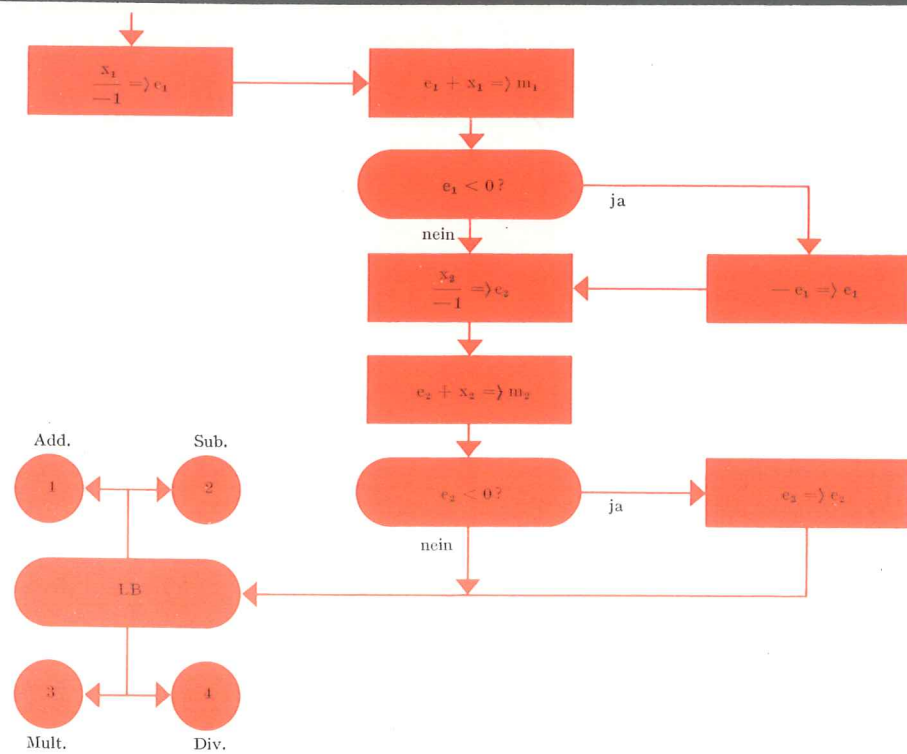 x₁
—1 =⟩ e₁
e₁ + x₁ =⟩ m₁
e₁ < 0?
ja
nein
x₂
—1 =⟩ e₂
— e₁ =⟩ e₁
e₂ + x₂ =⟩ m₂
e₂ < 0?
ja
nein
e₂ =⟩ e₂
Add.
Sub.
1
2
LB
3
4
Mult.
Div.